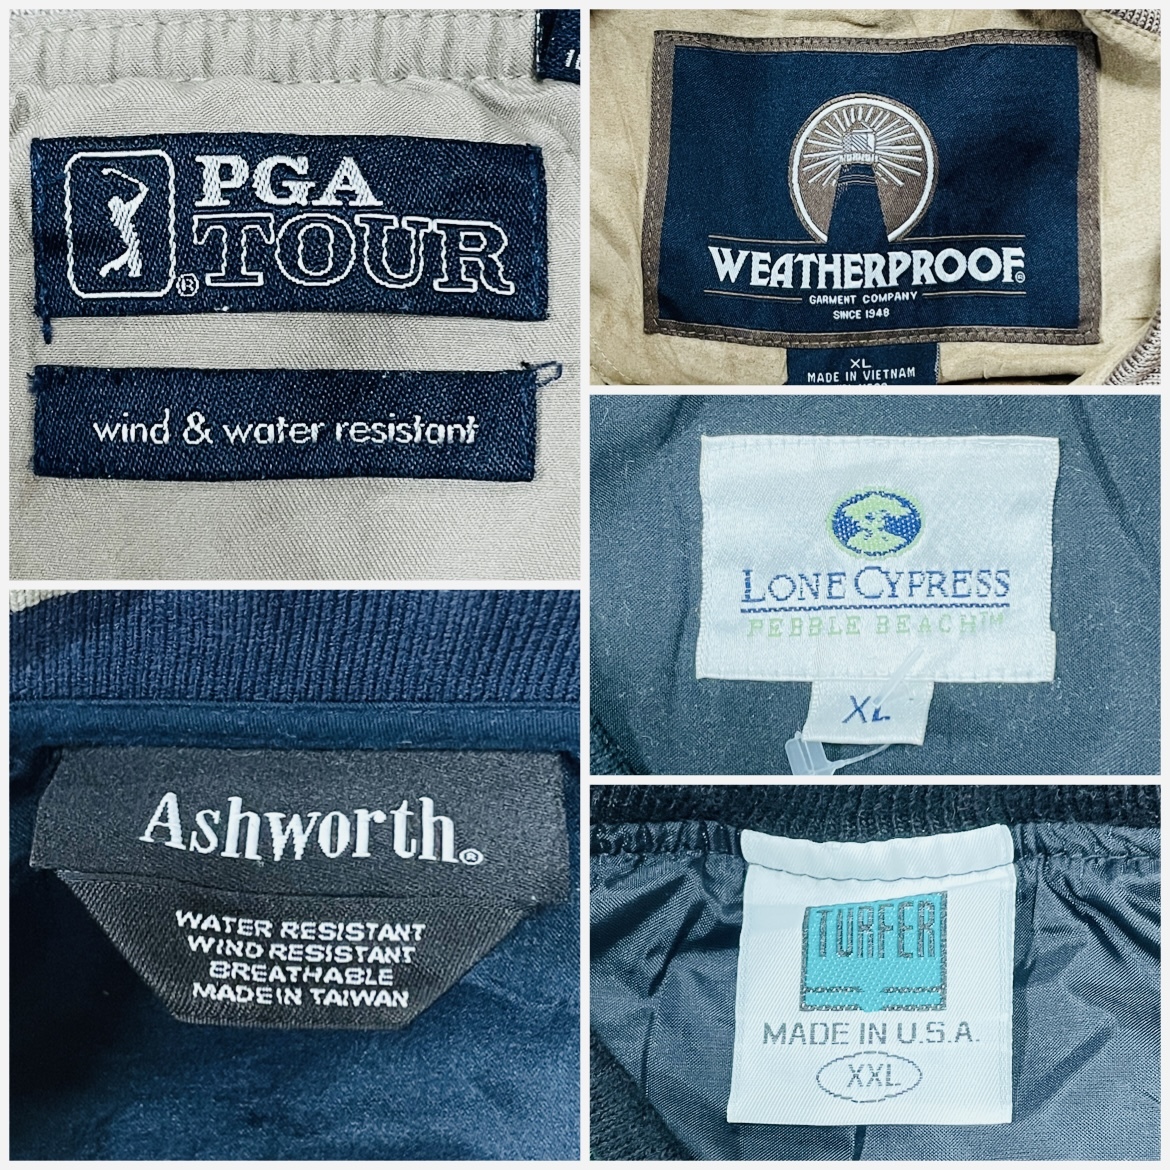 PGA
TOUR®
wind & water resistant
WEATHERPROOF®
GARMENT COMPANY
SINCE 1948
XL
MADE IN VIETNAM
LONE CYPRESS
PEBBLE BEACH™
XL
Ashworth®
WATER RESISTANT
WIND RESISTANT
BREATHABLE
MADE IN TAIWAN
TURFER
MADE IN U.S.A.
XXL